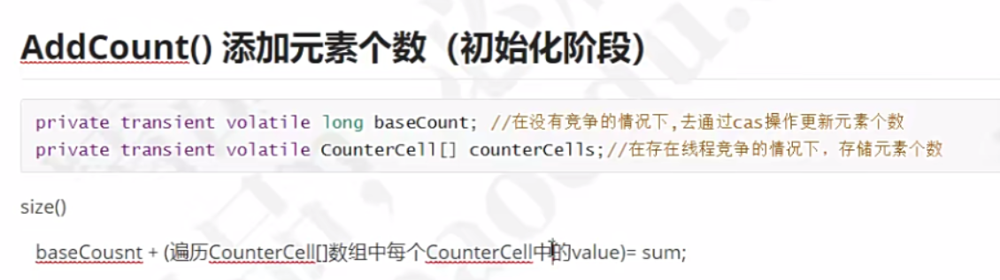 AddCount() 添加元素个数（初始化阶段）
private transient volatile long baseCount; //在没有竞争的情况下,去通过cas操作更新元素个数
private transient volatile CounterCell[] counterCells;//在存在线程竞争的情况下，存储元素个数
size()
baseCousnt + (遍历CounterCell[]数组中每个CounterCell中的value)= sum;